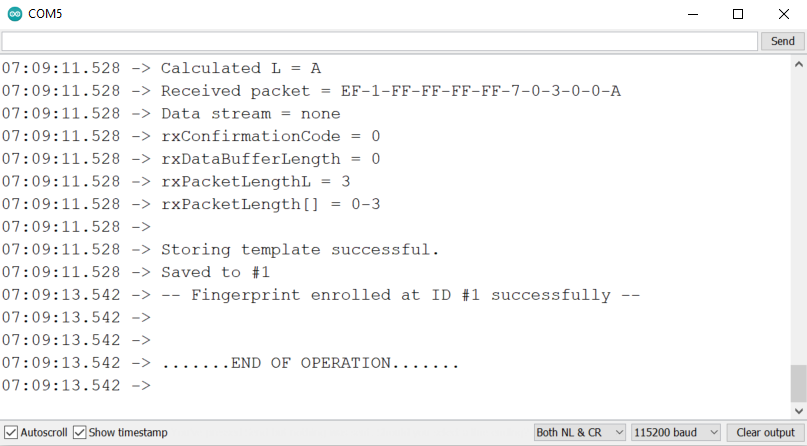 COM5
Send
07:09:11.528 -> Calculated L = A
07:09:11.528 -> Received packet = EF-1-FF-FF-FF-FF-7-0-3-0-0-A
07:09:11.528 -> Data stream = none
07:09:11.528 -> rxConfirmationCode = 0
07:09:11.528 -> rxDataBufferLength = 0
07:09:11.528 -> rxPacketLengthL = 3
07:09:11.528 -> rxPacketLength[] = 0-3
07:09:11.528 ->
07:09:11.528 -> Storing template successful.
07:09:11.528 -> Saved to #1
07:09:13.542 -> -- Fingerprint enrolled at ID #1 successfully --
07:09:13.542 ->
07:09:13.542 ->
07:09:13.542 -> .......END OF OPERATION.......
07:09:13.542 ->
Autoscroll Show timestamp Both NL & CR 115200 baud Clear output